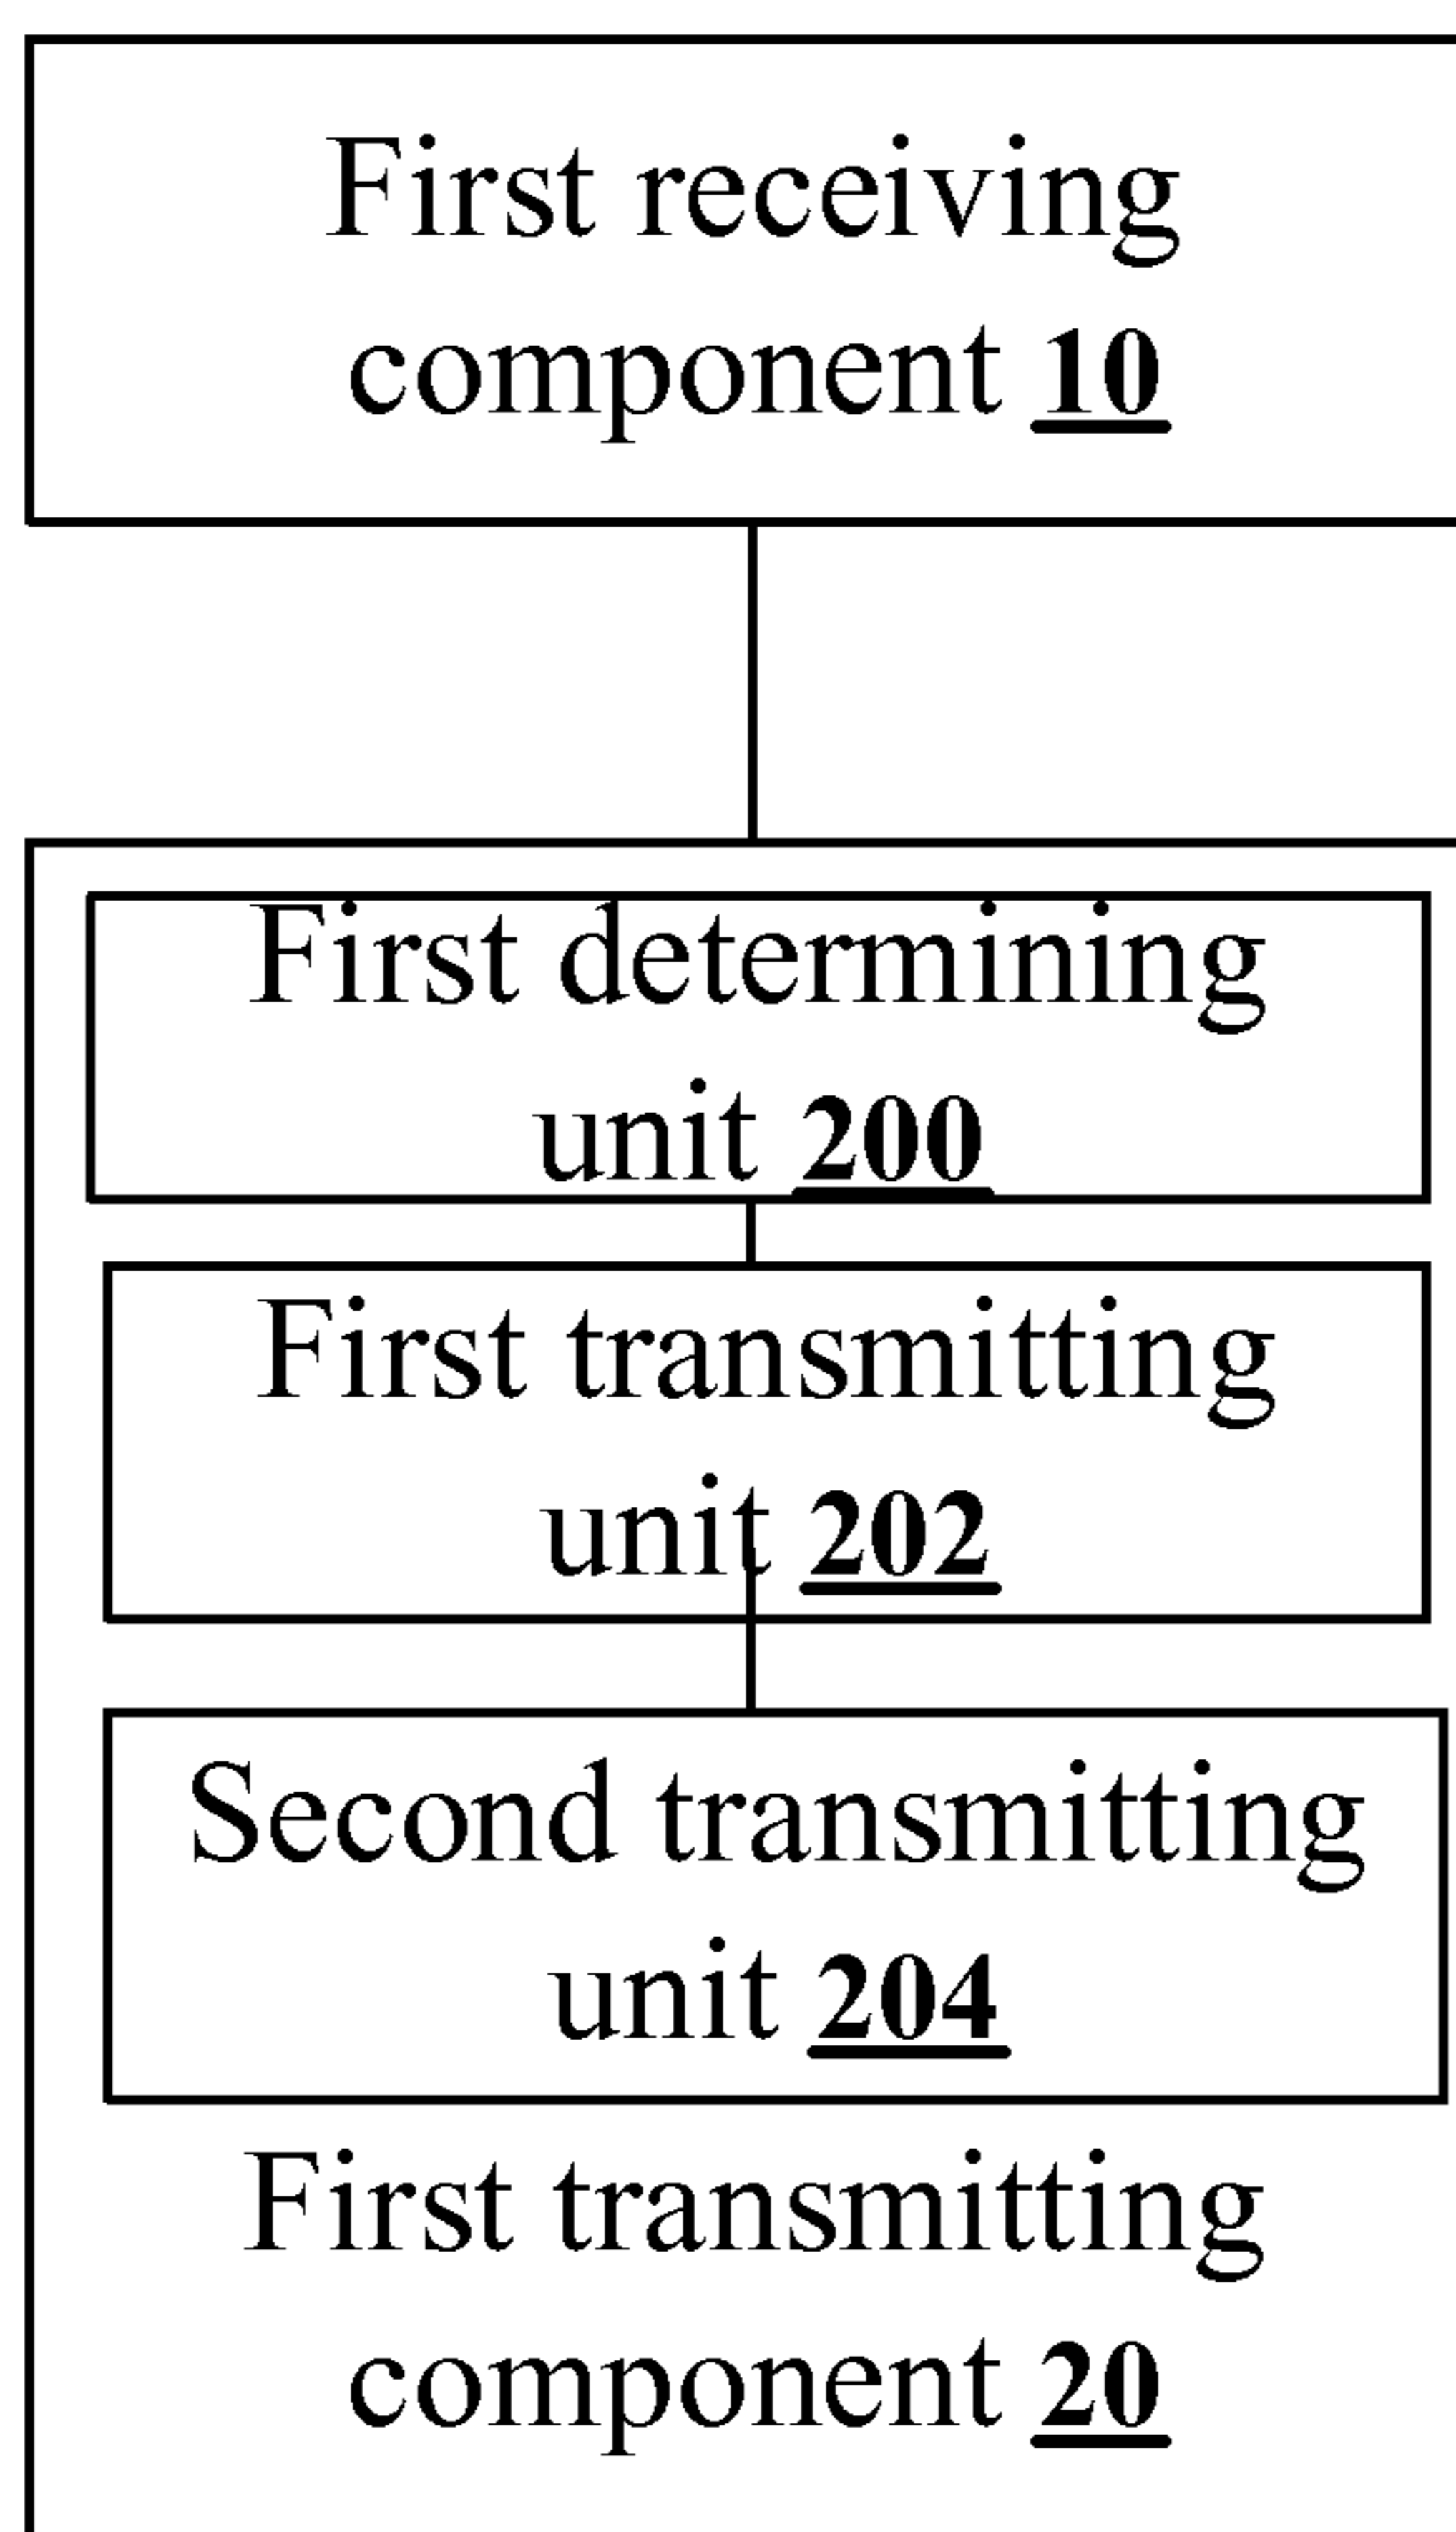 First receiving
component 10
First determining
unit 200
First transmitting
unit 202
Second transmitting
unit 204
First transmitting
component 20